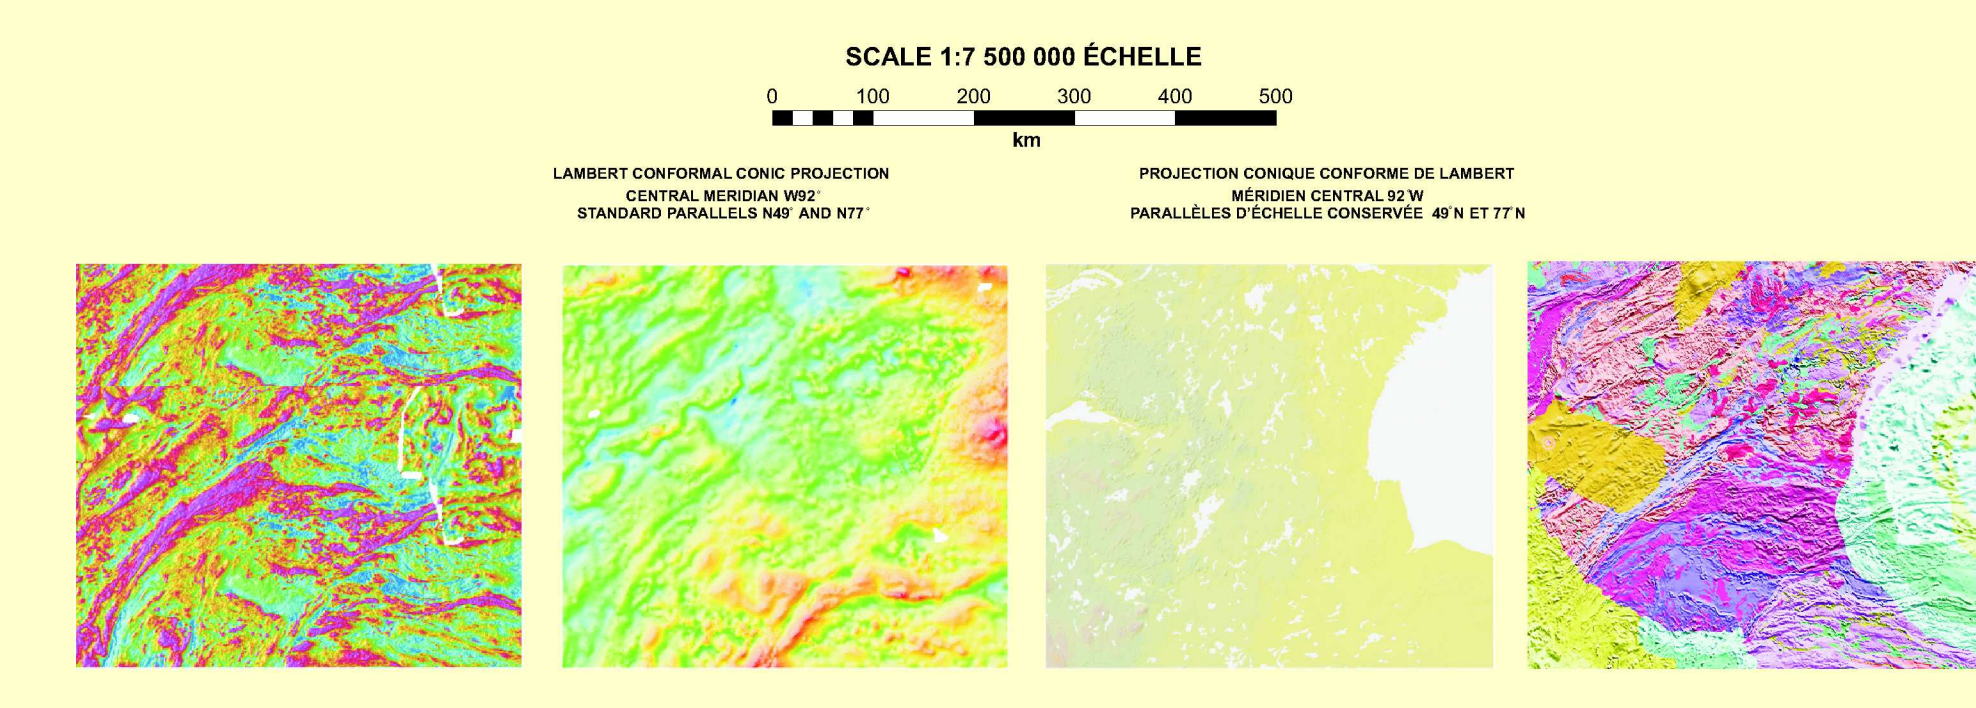 SCALE 1:7 500 000 ÉCHELLE
0 100 200 300 400 500
km
LAMBERT CONFORMAL CONIC PROJECTION
CENTRAL MERIDIAN W92°
STANDARD PARALLELS N49° AND N77°
PROJECTION CONIQUE CONFORME DE LAMBERT
MÉRIDIEN CENTRAL 92°W
PARALLÈLES D'ÉCHELLE CONSERVÉE 49°N ET 77°N